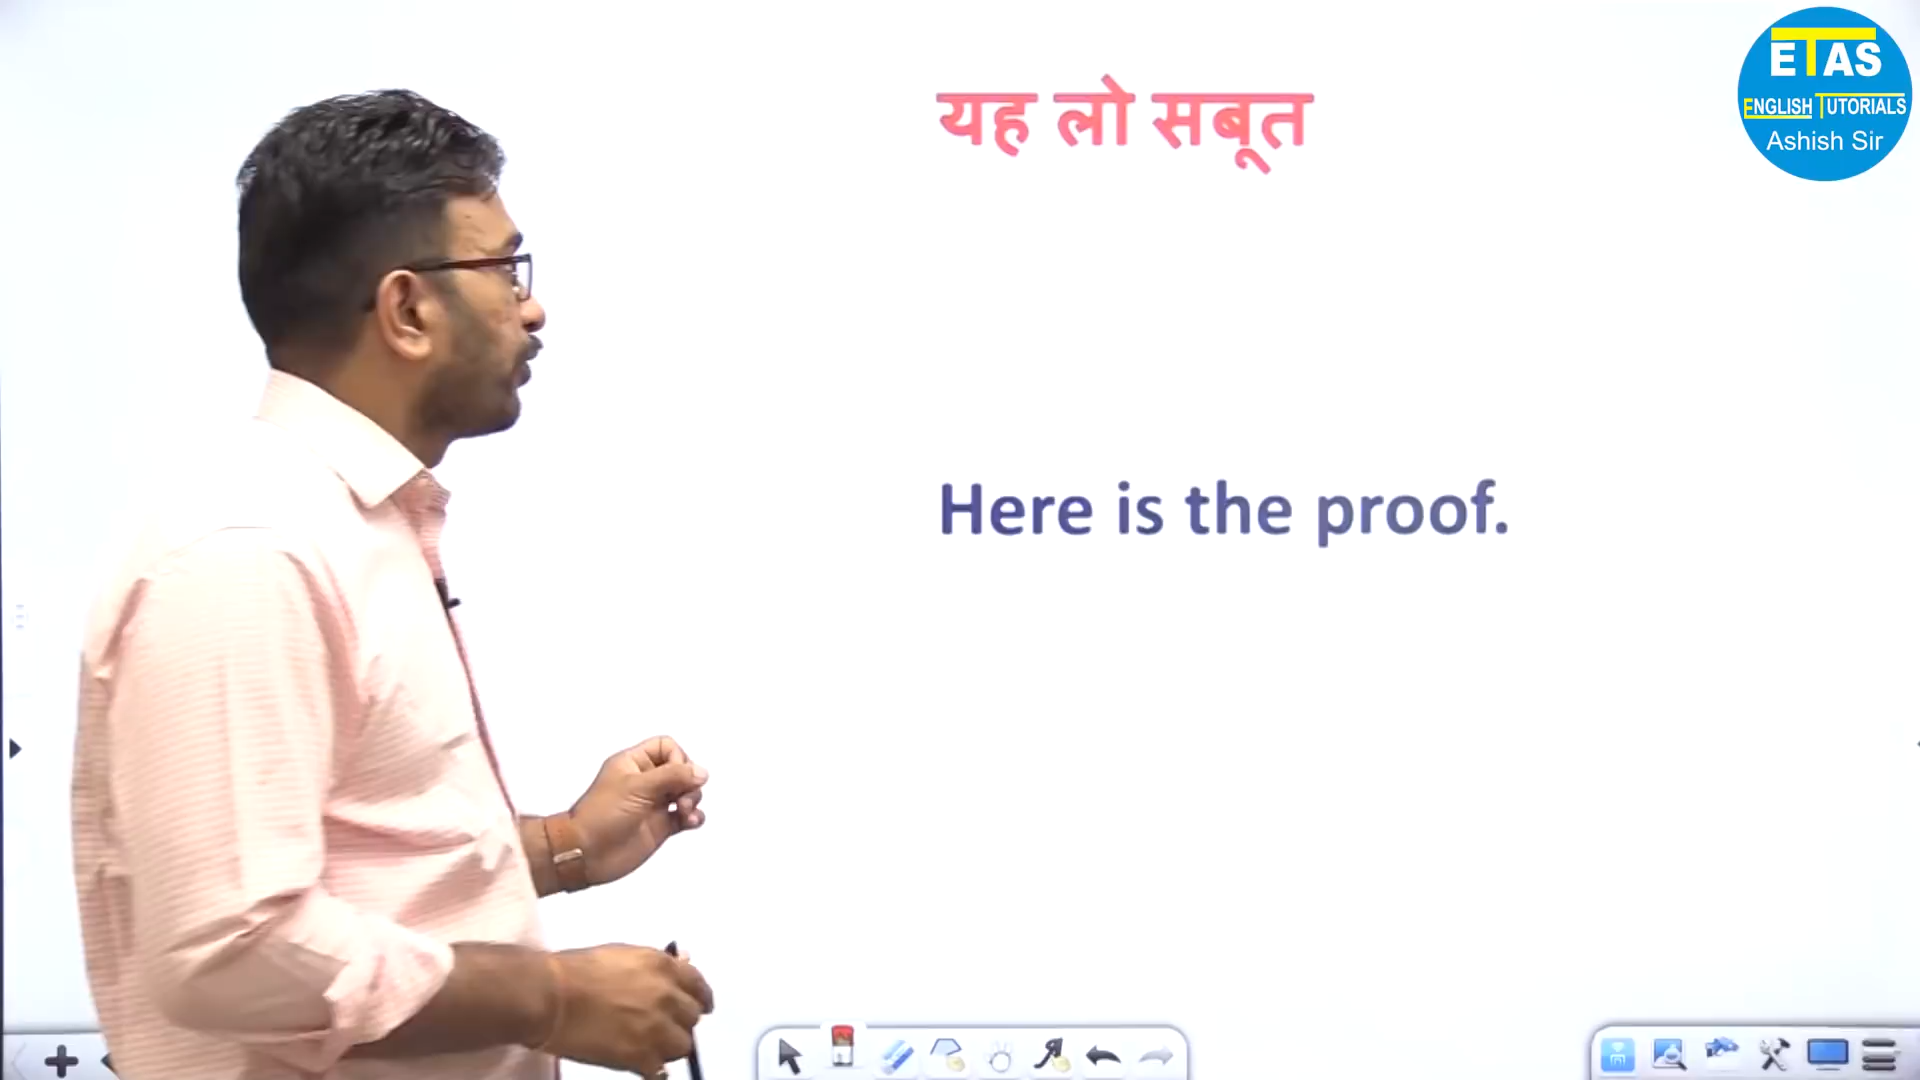 यह लो सबूत
ETAS
ENGLISH TUTORIALS
Ashish Sir
Here is the proof.